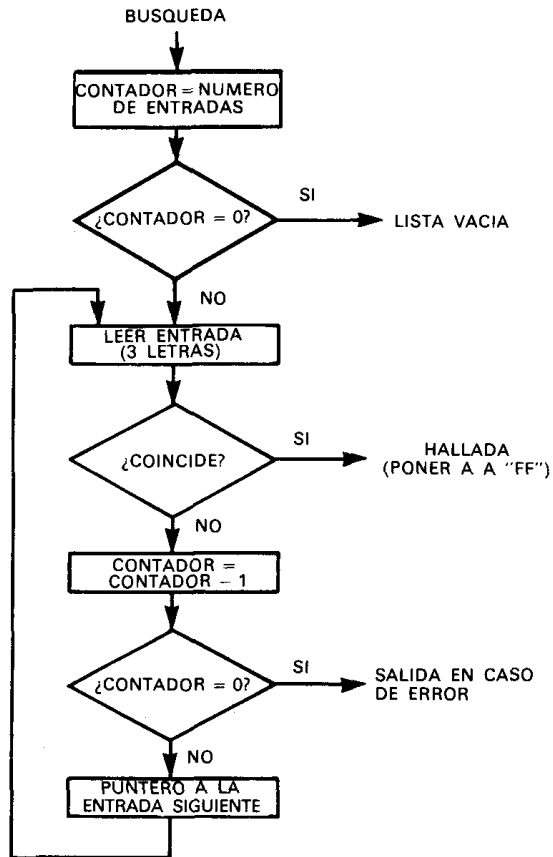 BUSQUEDA
CONTADOR = NUMERO
DE ENTRADAS
¿CONTADOR = 0?
SI
LISTA VACIA
NO
LEER ENTRADA
(3 LETRAS)
¿COINCIDE?
SI
HALLADA
(PONER A A "FF")
NO
CONTADOR =
CONTADOR - 1
¿CONTADOR = 0?
SI
SALIDA EN CASO
DE ERROR
NO
PUNTERO A LA
ENTRADA SIGUIENTE